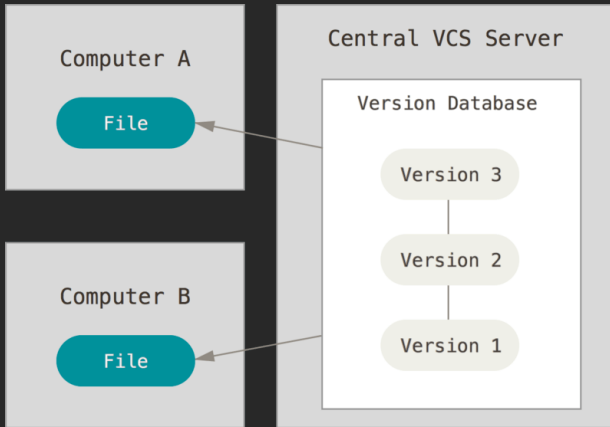 Computer A
File
Computer B
File
Central VCS Server
Version Database
Version 3
Version 2
Version 1